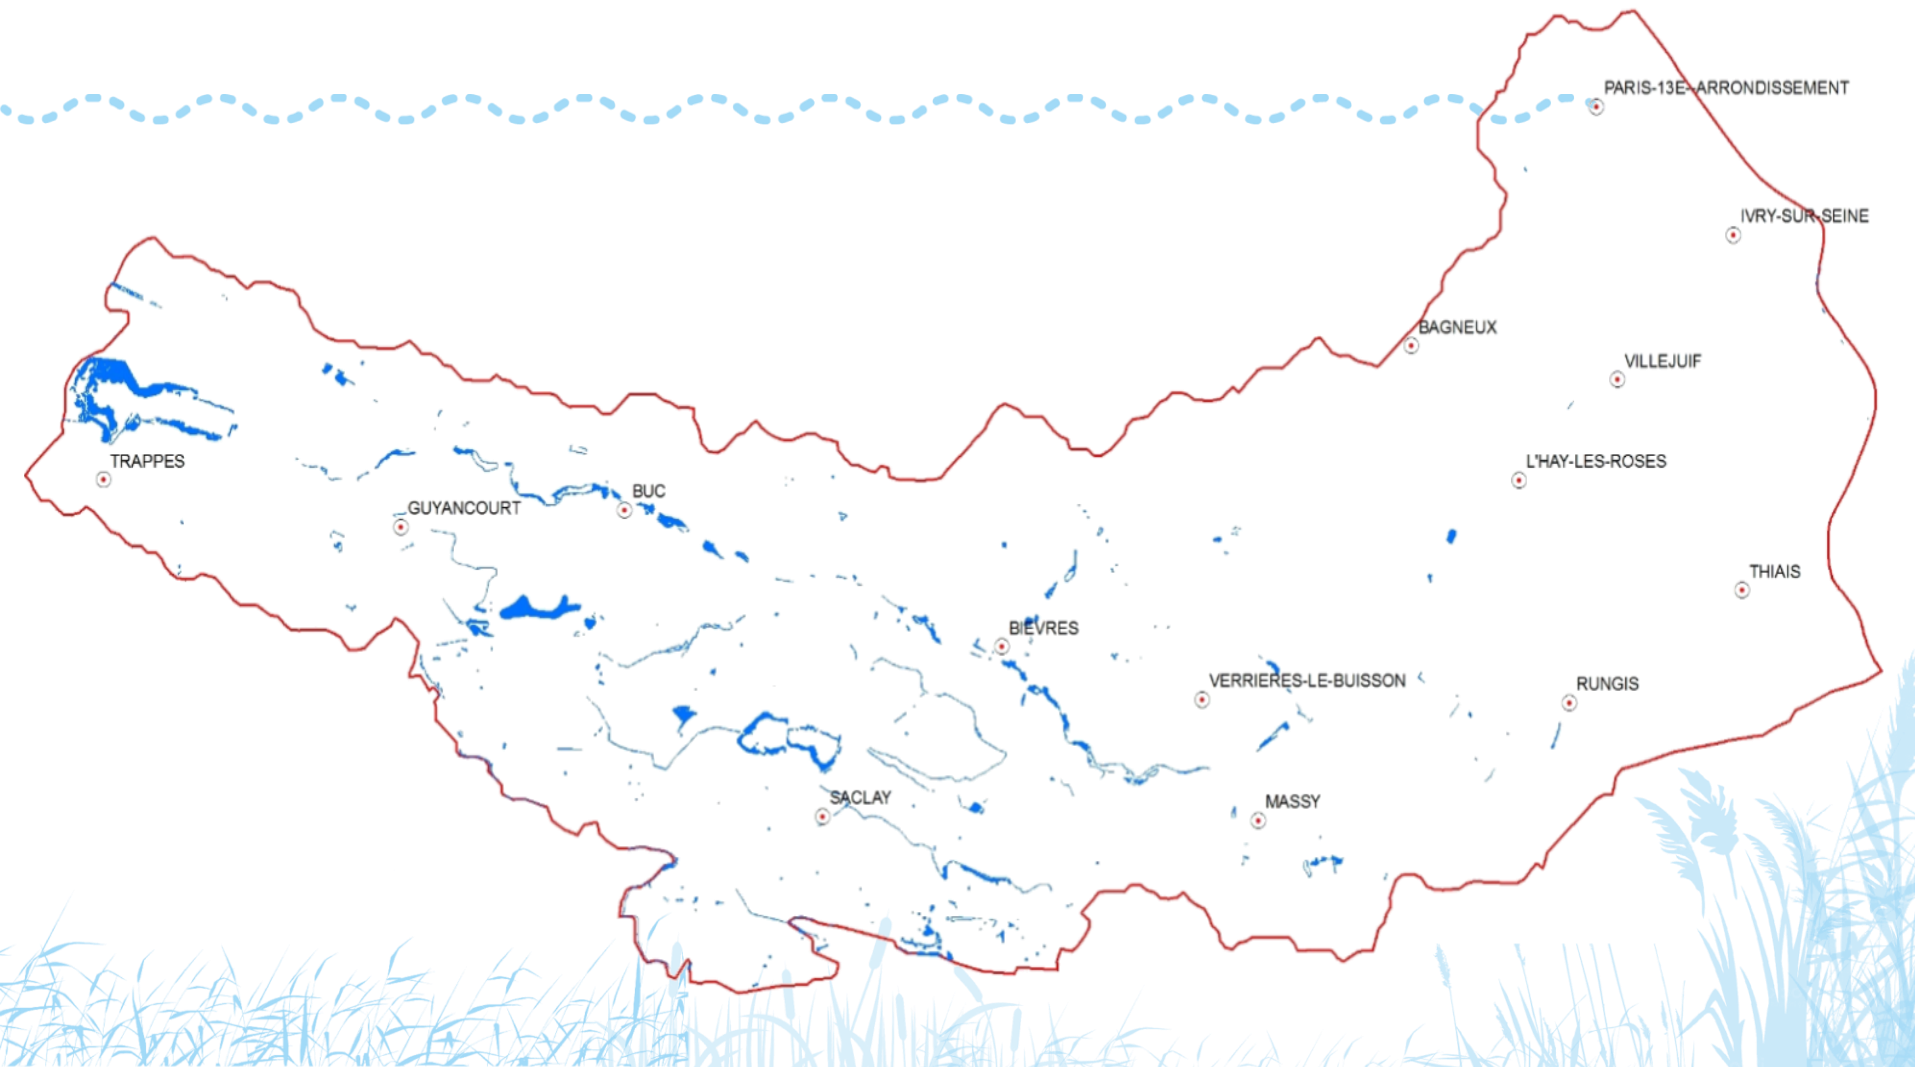 PARIS-13E--ARRONDISSEMENT
IVRY-SUR-SEINE
BAGNEUX
VILLEJUIF
TRAPPES
L'HAY-LES-ROSES
BUC
GUYANCOURT
THIAIS
BIEVRES
VERRIERES-LE-BUISSON
RUNGIS
SACLAY
MASSY